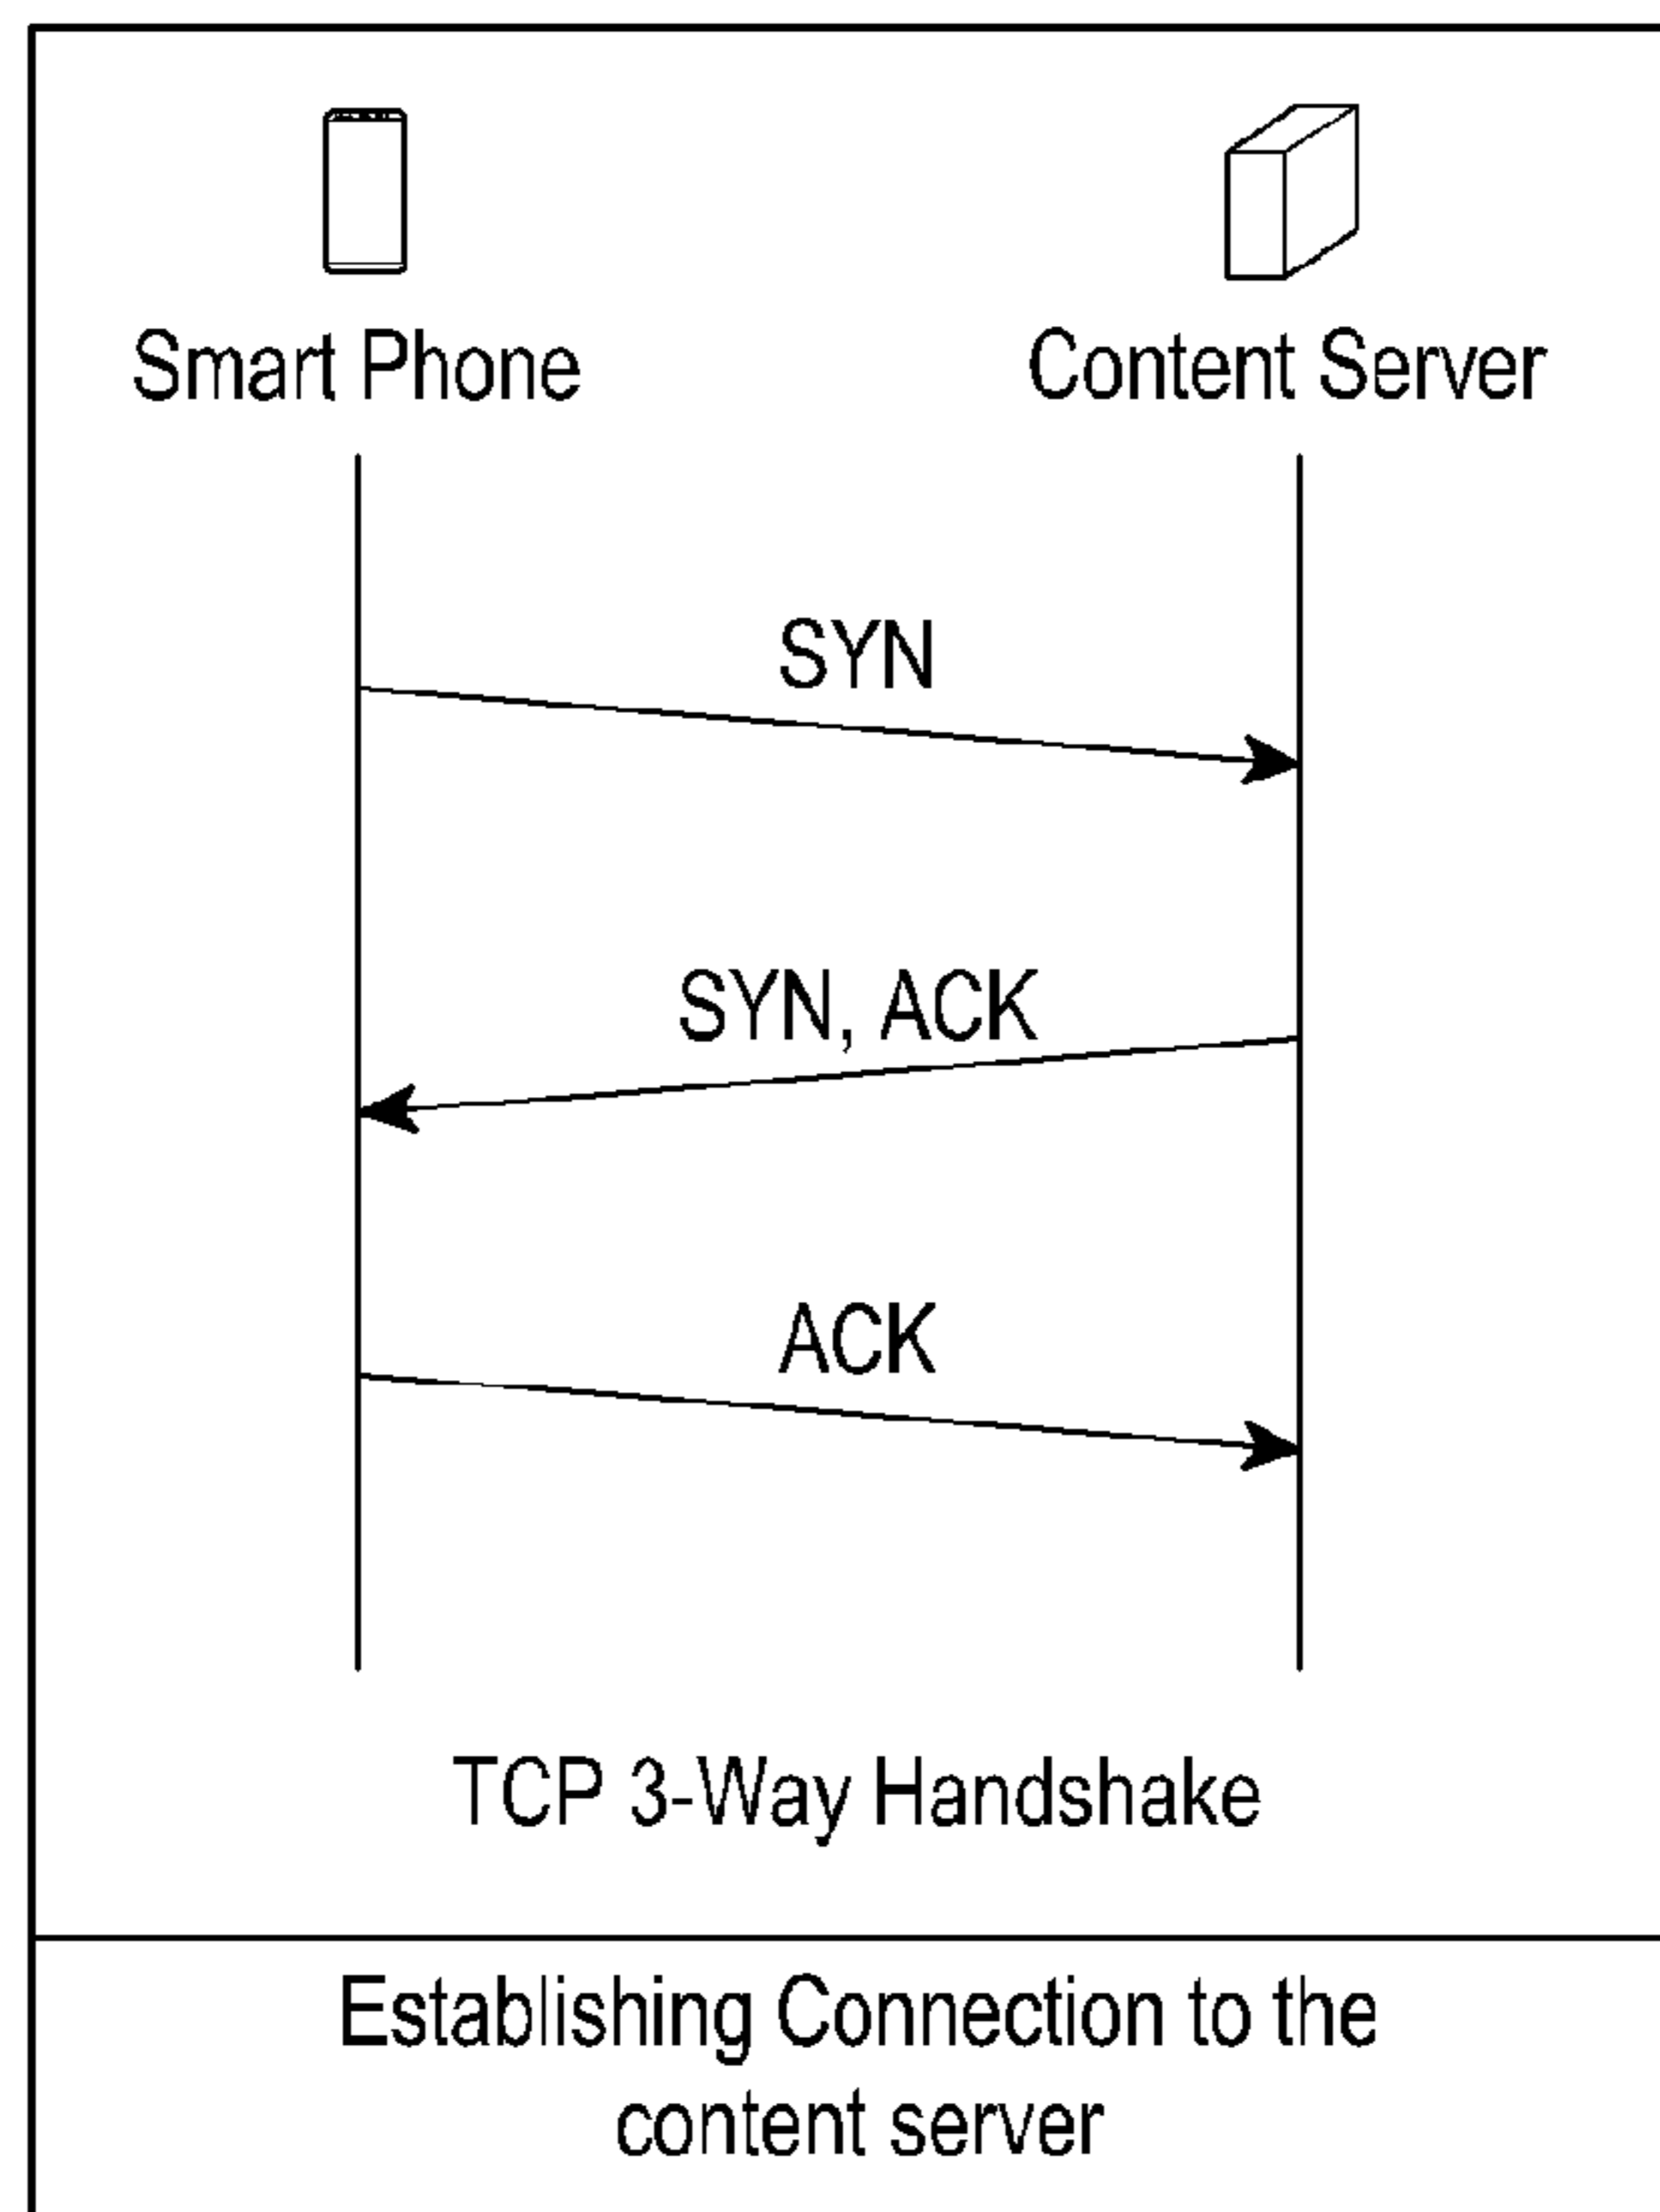 Smart Phone
Content Server
SYN
SYN, ACK
ACK
TCP 3-Way Handshake
Establishing Connection to the
content server